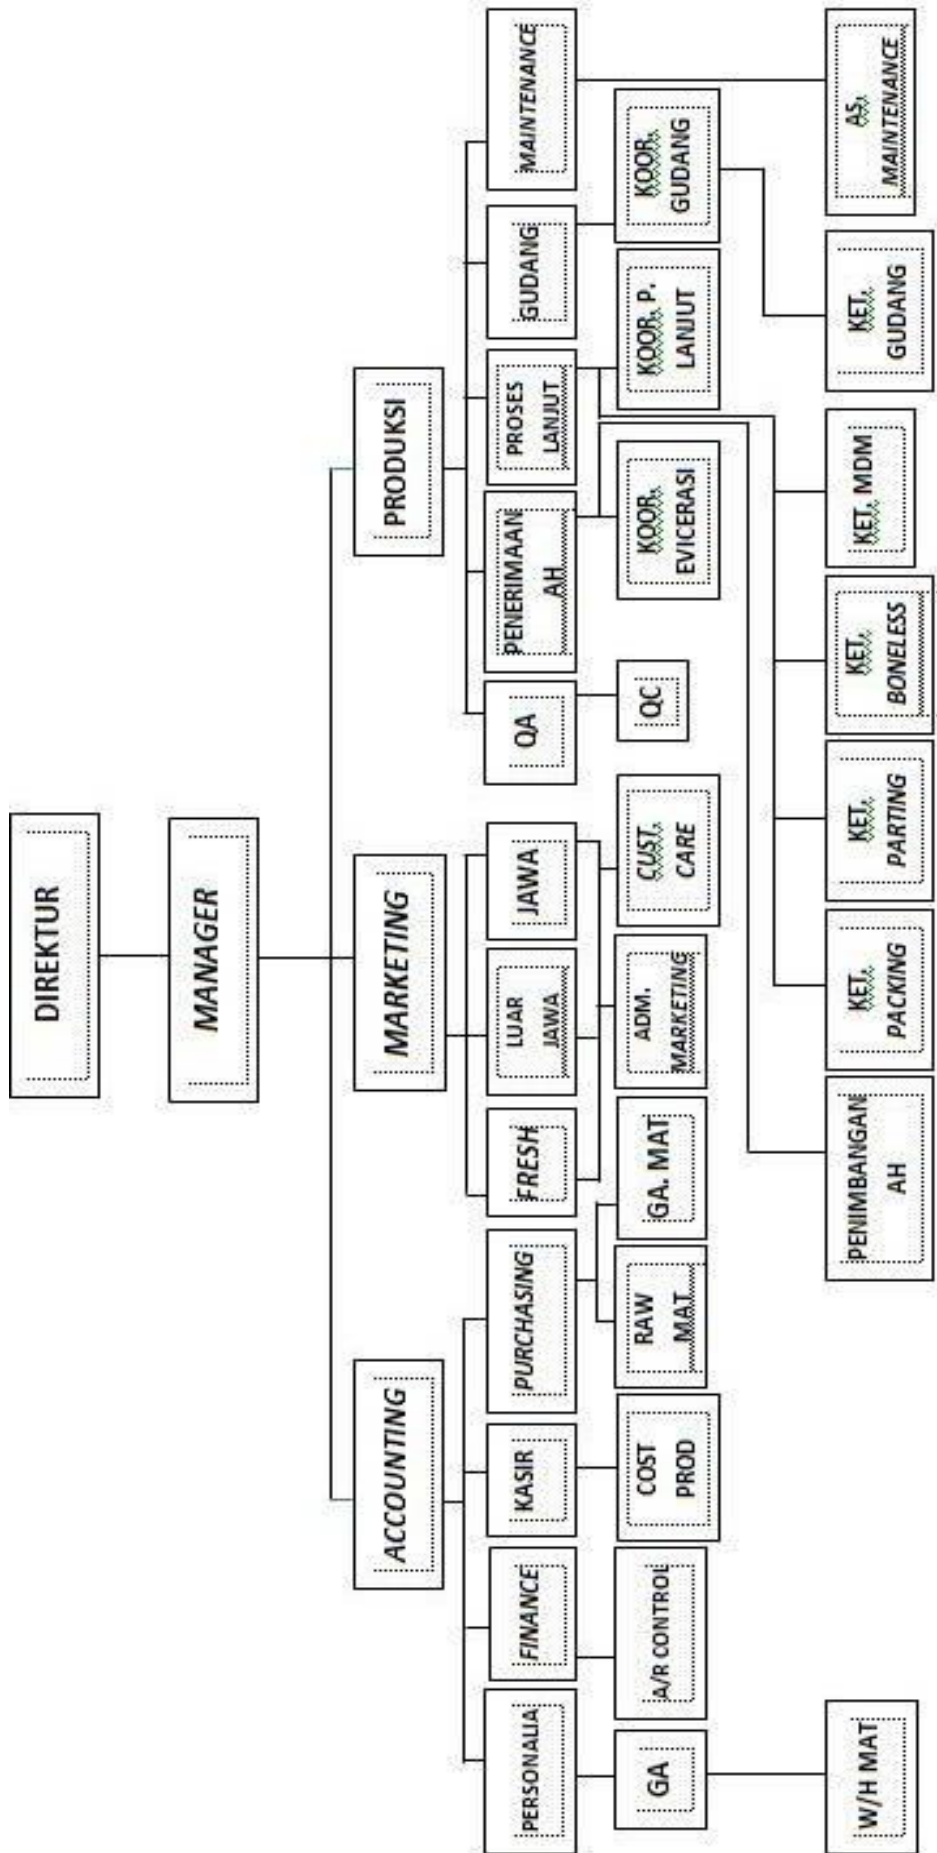 DIREKTUR
MANAGER
ACCOUNTING
MARKETING
PRODUKSI
PERSONALIA
FINANCE
KASIR
PURCHASING
FRESH
LUAR
JAWA
JAWA
QA
PENERIMAAN
AH
PROSES
LANJUT
GUDANG
MAINTENANCE
GA
A/R CONTROL
COST
PROD
RAW
MAT
GA. MAT
ADM.
MARKETING
CUST.
CARE
QC
KOOR.
EVICERASI
KOOR. P.
LANJUT
KOOR.
GUDANG
W/H MAT
PENIMBANGAN
AH
KET.
PACKING
KET.
PARTING
KET.
BONELESS
KET. MDM
KET.
GUDANG
AS.
MAINTENANCE